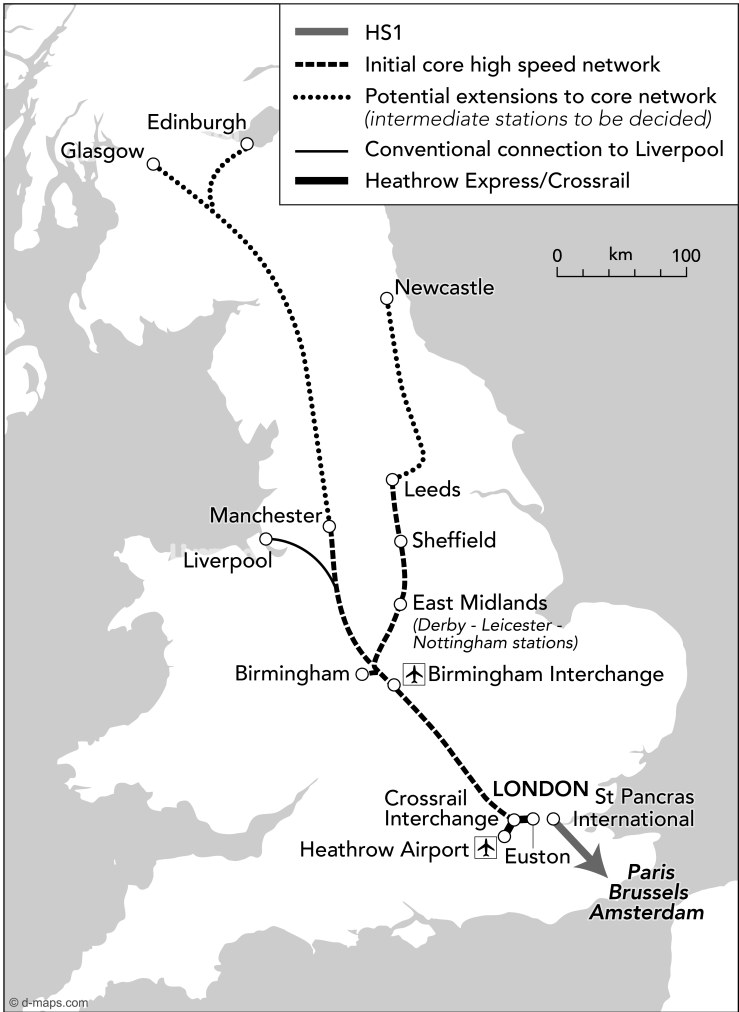 HS1
Initial core high speed network
Potential extensions to core network
(intermediate stations to be decided)
Conventional connection to Liverpool
Heathrow Express/Crossrail
Edinburgh
Glasgow
0 km 100
Newcastle
Leeds
Manchester
Sheffield
Liverpool
East Midlands
(Derby - Leicester -
Nottingham stations)
Birmingham
Birmingham Interchange
LONDON
Crossrail
Interchange
St Pancras
International
Heathrow Airport
Euston
Paris
Brussels
Amsterdam
© d-maps.com